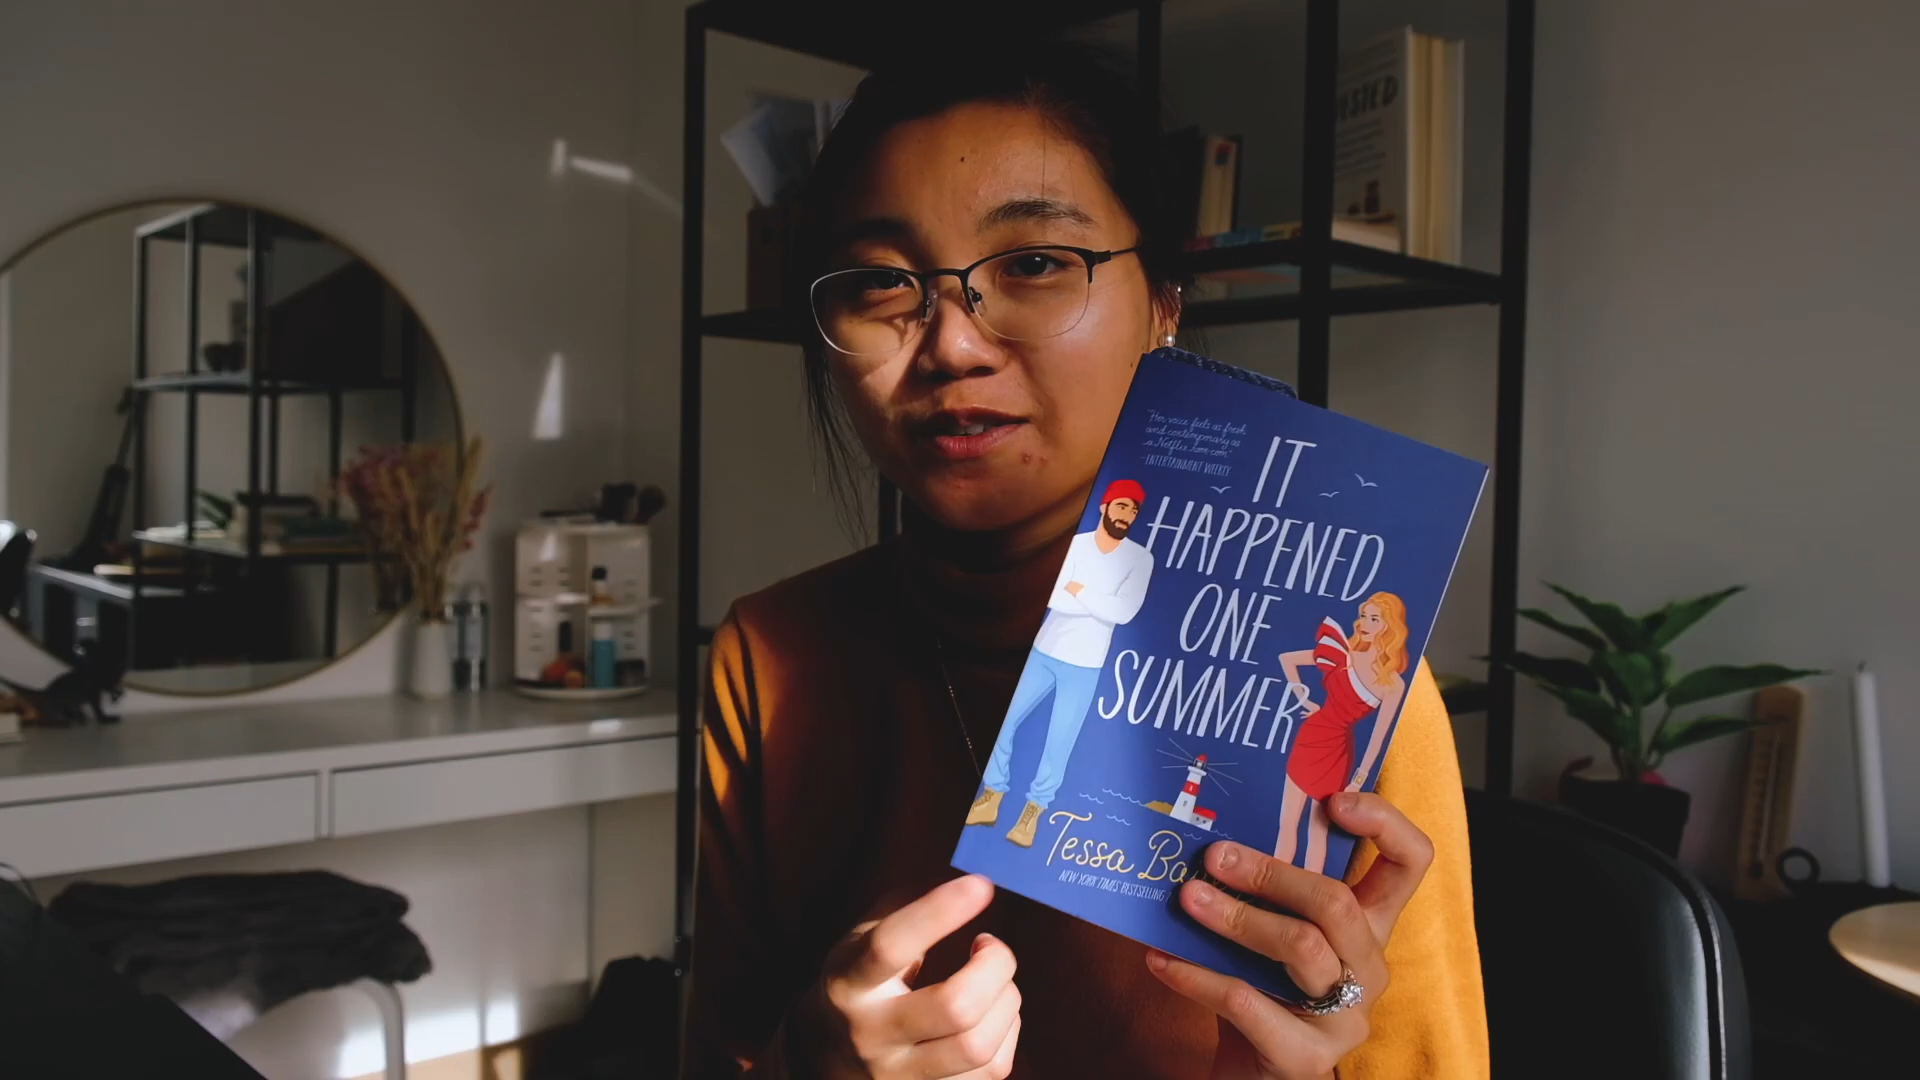 "Her voice feels as fresh
and contemporary as
a Netflix rom-com"
—ENTERTAINMENT WEEKLY
IT
HAPPENED
ONE
SUMMER
Tessa
NEW YORK TIMES BESTSELLING